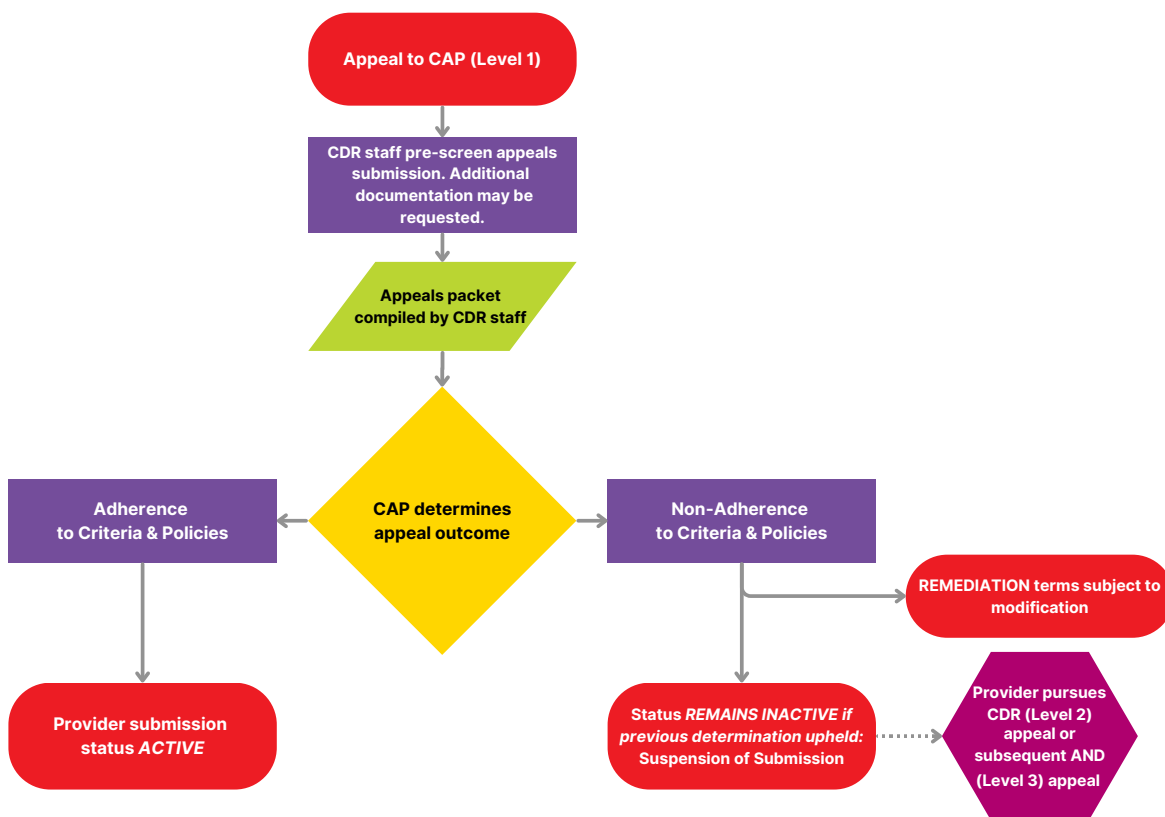 Appeal to CAP (Level 1)
CDR staff pre-screen appeals
submission. Additional
documentation may be
requested.
Appeals packet
compiled by CDR staff
CAP determines
appeal outcome
Adherence
to Criteria & Policies
Non-Adherence
to Criteria & Policies
REMEDIATION terms subject to
modification
Provider submission
status ACTIVE
Status REMAINS INACTIVE if
previous determination upheld:
Suspension of Submission
Provider pursues
CDR (Level 2)
appeal or
subsequent AND
(Level 3) appeal